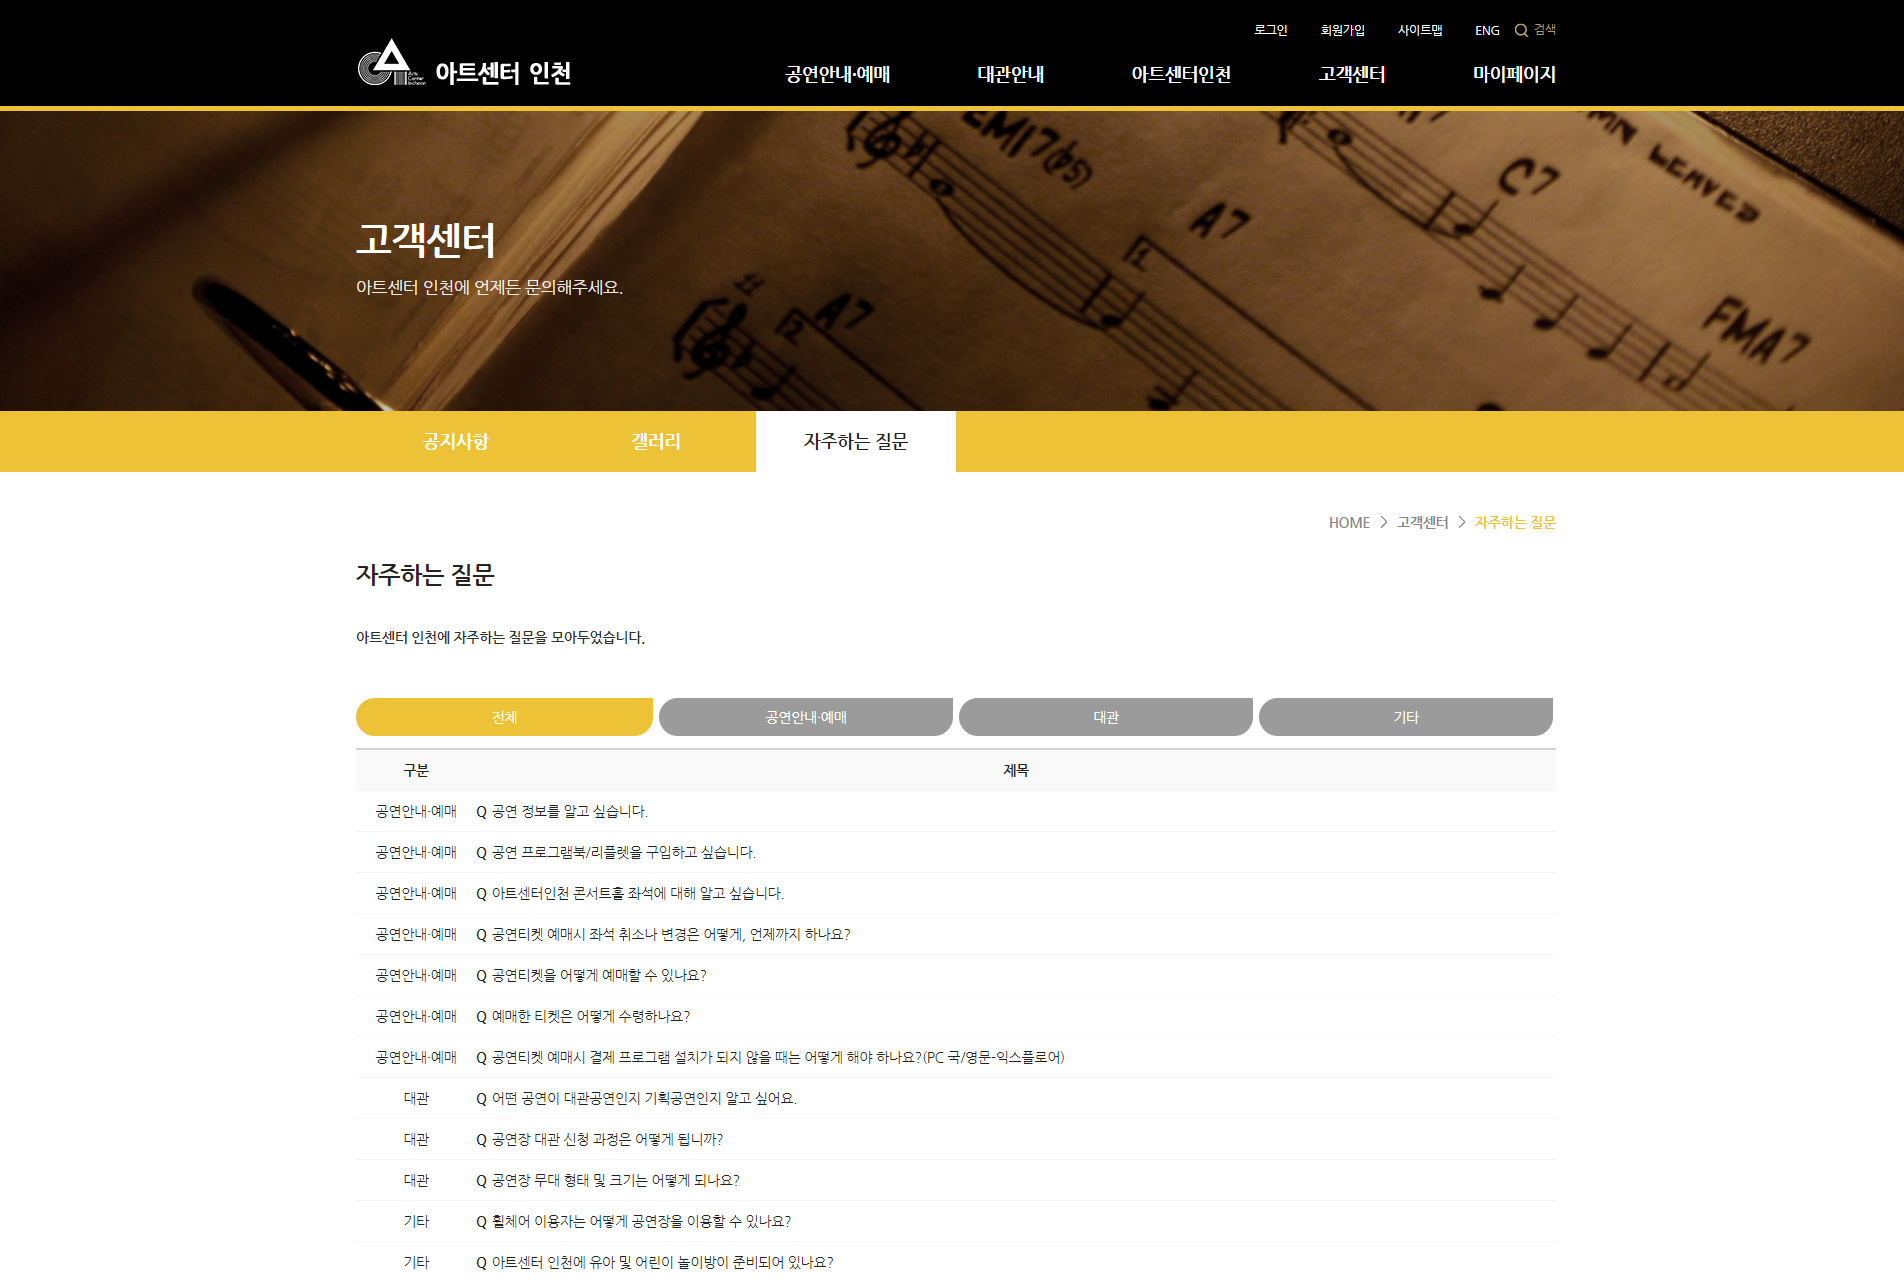 로그인 회원가입 사이트맵 ENG 검색
Arts Center Incheon
아트센터 인천
공연안내·예매 대관안내 아트센터인천 고객센터 마이페이지
EMI7(b5)
C7
A7
A7
FMA7
고객센터
아트센터 인천에 언제든 문의해주세요.
공지사항 갤러리 자주하는 질문
HOME > 고객센터 > 자주하는 질문
자주하는 질문
아트센터 인천에 자주하는 질문을 모아두었습니다.
전체 공연안내·예매 대관 기타
구분 제목
공연안내·예매 Q 공연 정보를 알고 싶습니다.
공연안내·예매 Q 공연 프로그램북/리플렛을 구입하고 싶습니다.
공연안내·예매 Q 아트센터인천 콘서트홀 좌석에 대해 알고 싶습니다.
공연안내·예매 Q 공연티켓 예매시 좌석 취소나 변경은 어떻게, 언제까지 하나요?
공연안내·예매 Q 공연티켓을 어떻게 예매할 수 있나요?
공연안내·예매 Q 예매한 티켓은 어떻게 수령하나요?
공연안내·예매 Q 공연티켓 예매시 결제 프로그램 설치가 되지 않을 때는 어떻게 해야 하나요?(PC 국/영문-익스플로어)
대관 Q 어떤 공연이 대관공연인지 기획공연인지 알고 싶어요.
대관 Q 공연장 대관 신청 과정은 어떻게 됩니까?
대관 Q 공연장 무대 형태 및 크기는 어떻게 되나요?
기타 Q 휠체어 이용자는 어떻게 공연장을 이용할 수 있나요?
기타 Q 아트센터 인천에 유아 및 어린이 놀이방이 준비되어 있나요?